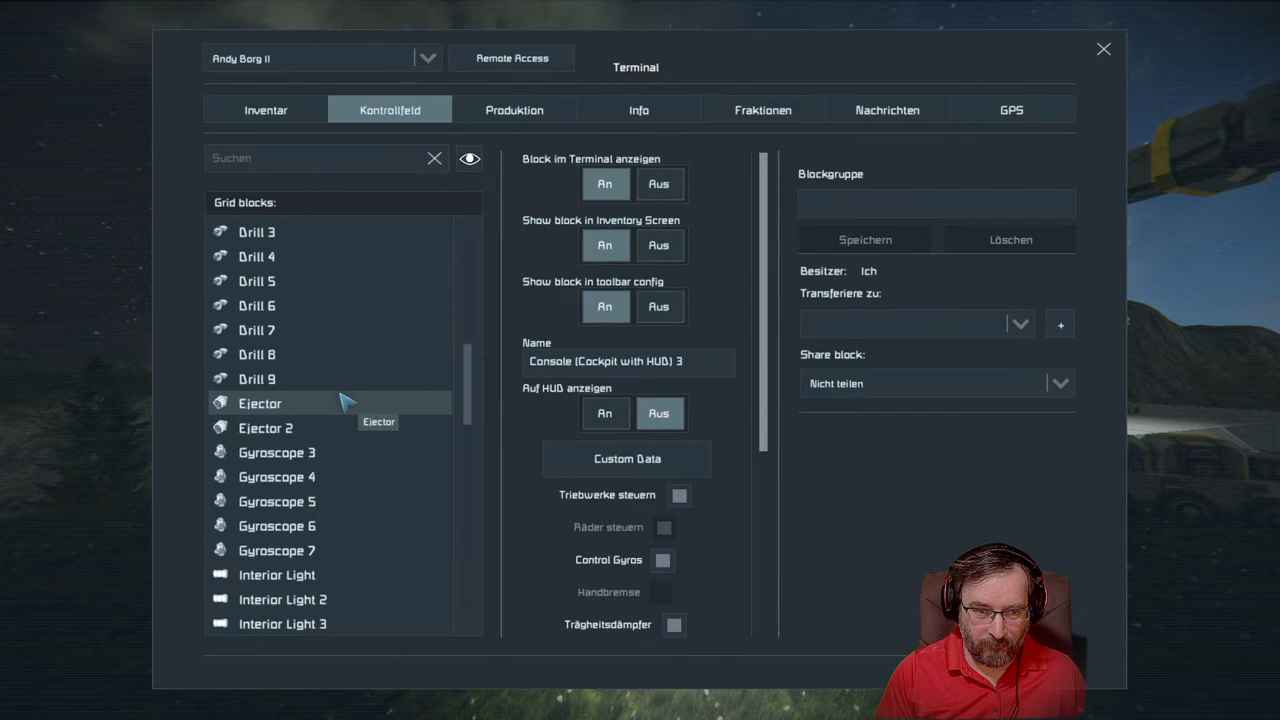 Andy Borg II
Remote Access
Terminal
Inventar
Kontrollfeld
Produktion
Info
Fraktionen
Nachrichten
GPS
Suchen
Grid blocks:
Drill 3
Drill 4
Drill 5
Drill 6
Drill 7
Drill 8
Drill 9
Ejector
Ejector
Ejector 2
Gyroscope 3
Gyroscope 4
Gyroscope 5
Gyroscope 6
Gyroscope 7
Interior Light
Interior Light 2
Interior Light 3
Block im Terminal anzeigen
An Aus
Show block in Inventory Screen
An Aus
Show block in toolbar config
An Aus
Name
Console (Cockpit with HUD) 3
Auf HUD anzeigen
An Aus
Custom Data
Triebwerke steuern
Räder steuern
Control Gyros
Handbremse
Trägheitsdämpfer
Blockgruppe
Speichern Löschen
Besitzer: Ich
Transferiere zu:
+
Share block:
Nicht teilen